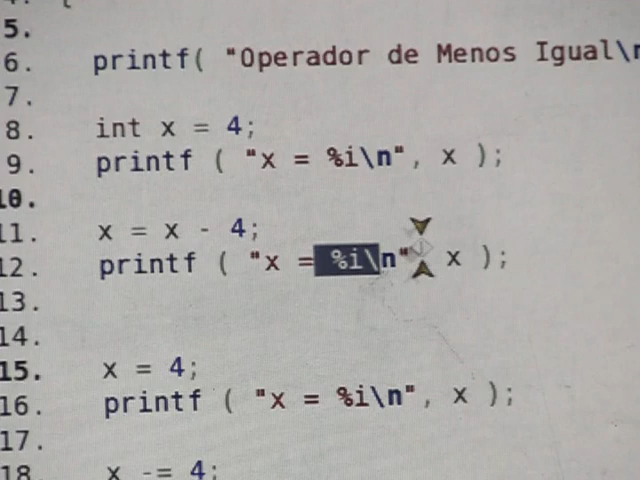 5.
6. printf( "Operador de Menos Igual\n
7.
8. int x = 4;
9. printf ( "x = %i\n", x );
10.
11. x = x - 4;
12. printf ( "x = %i\n" x );
13.
14.
15. x = 4;
16. printf ( "x = %i\n", x );
17.
18 x -= 4;